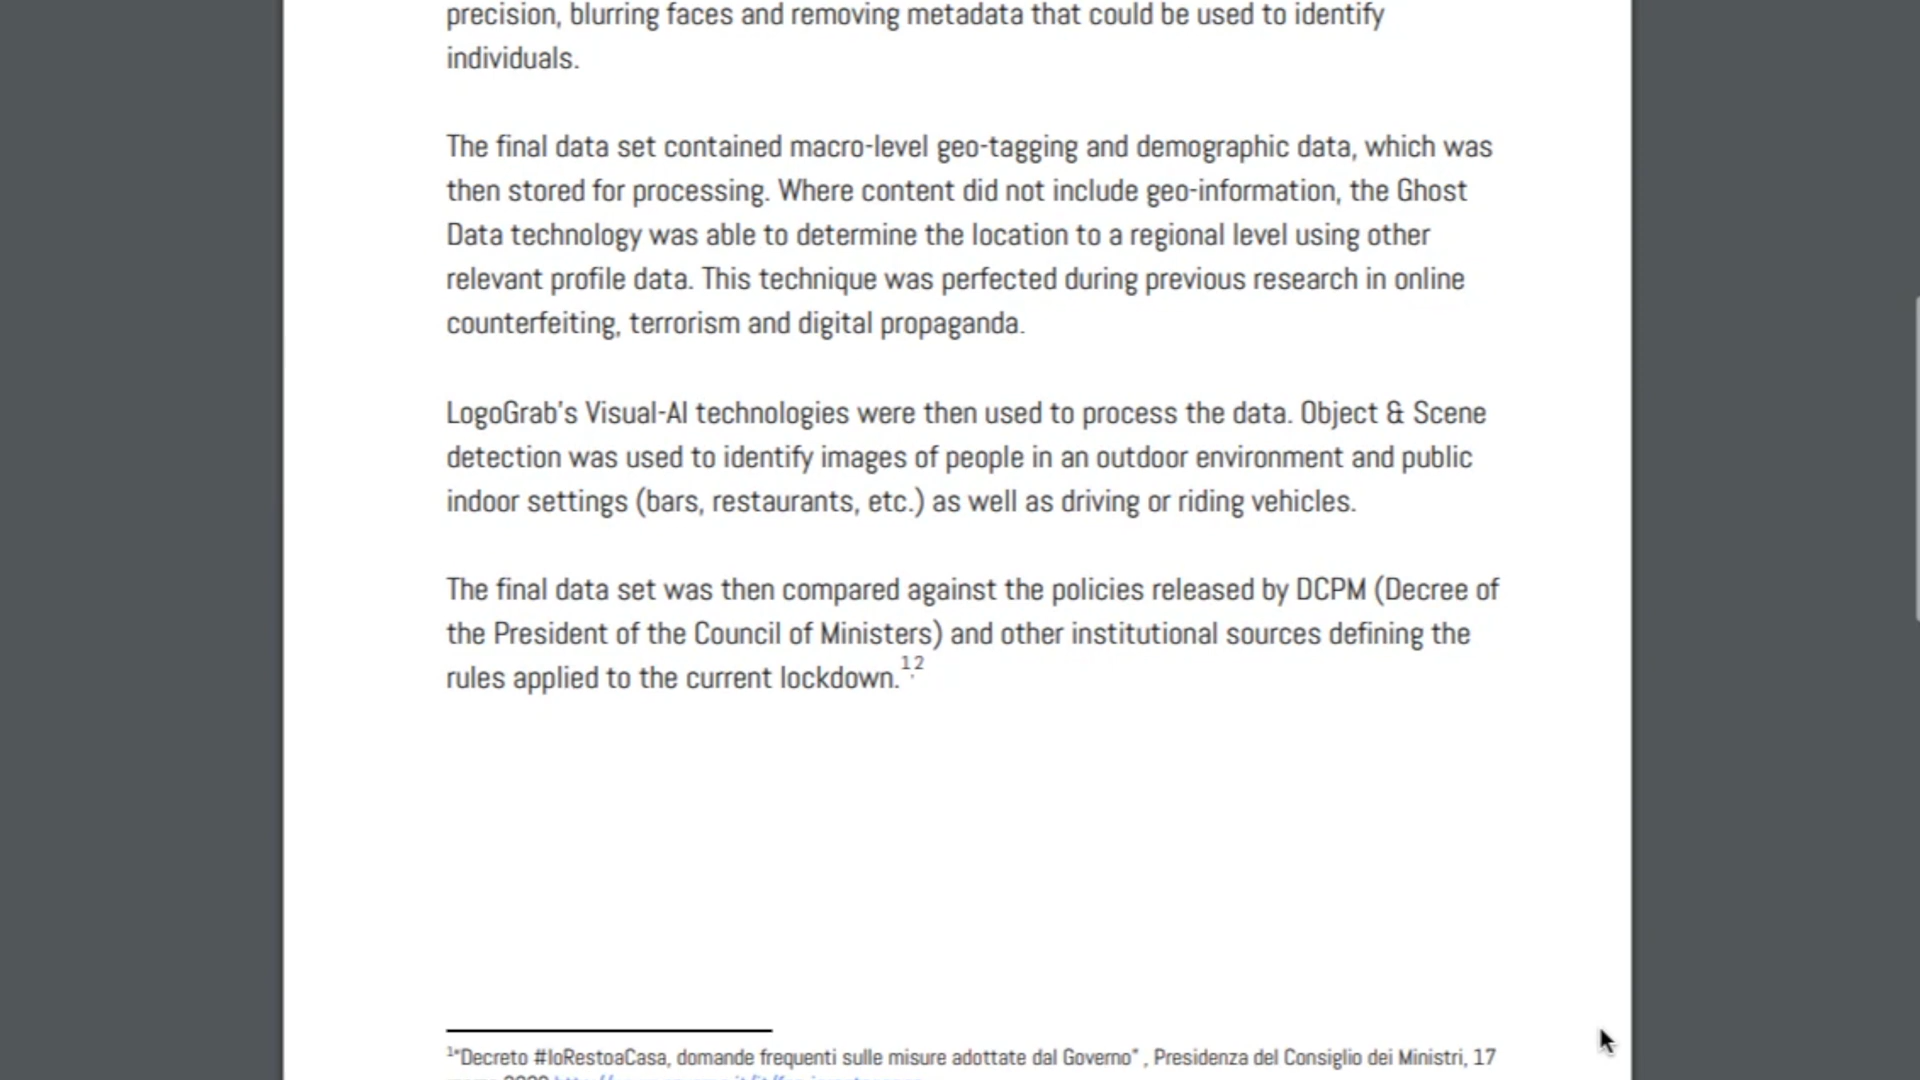 precision, blurring faces and removing metadata that could be used to identify
individuals.
The final data set contained macro-level geo-tagging and demographic data, which was
then stored for processing. Where content did not include geo-information, the Ghost
Data technology was able to determine the location to a regional level using other
relevant profile data. This technique was perfected during previous research in online
counterfeiting, terrorism and digital propaganda.
LogoGrab's Visual-AI technologies were then used to process the data. Object & Scene
detection was used to identify images of people in an outdoor environment and public
indoor settings (bars, restaurants, etc.) as well as driving or riding vehicles.
The final data set was then compared against the policies released by DCPM (Decree of
the President of the Council of Ministers) and other institutional sources defining the
rules applied to the current lockdown.1,2
1"Decreto #IoRestoaCasa, domande frequenti sulle misure adottate dal Governo" , Presidenza del Consiglio dei Ministri, 17